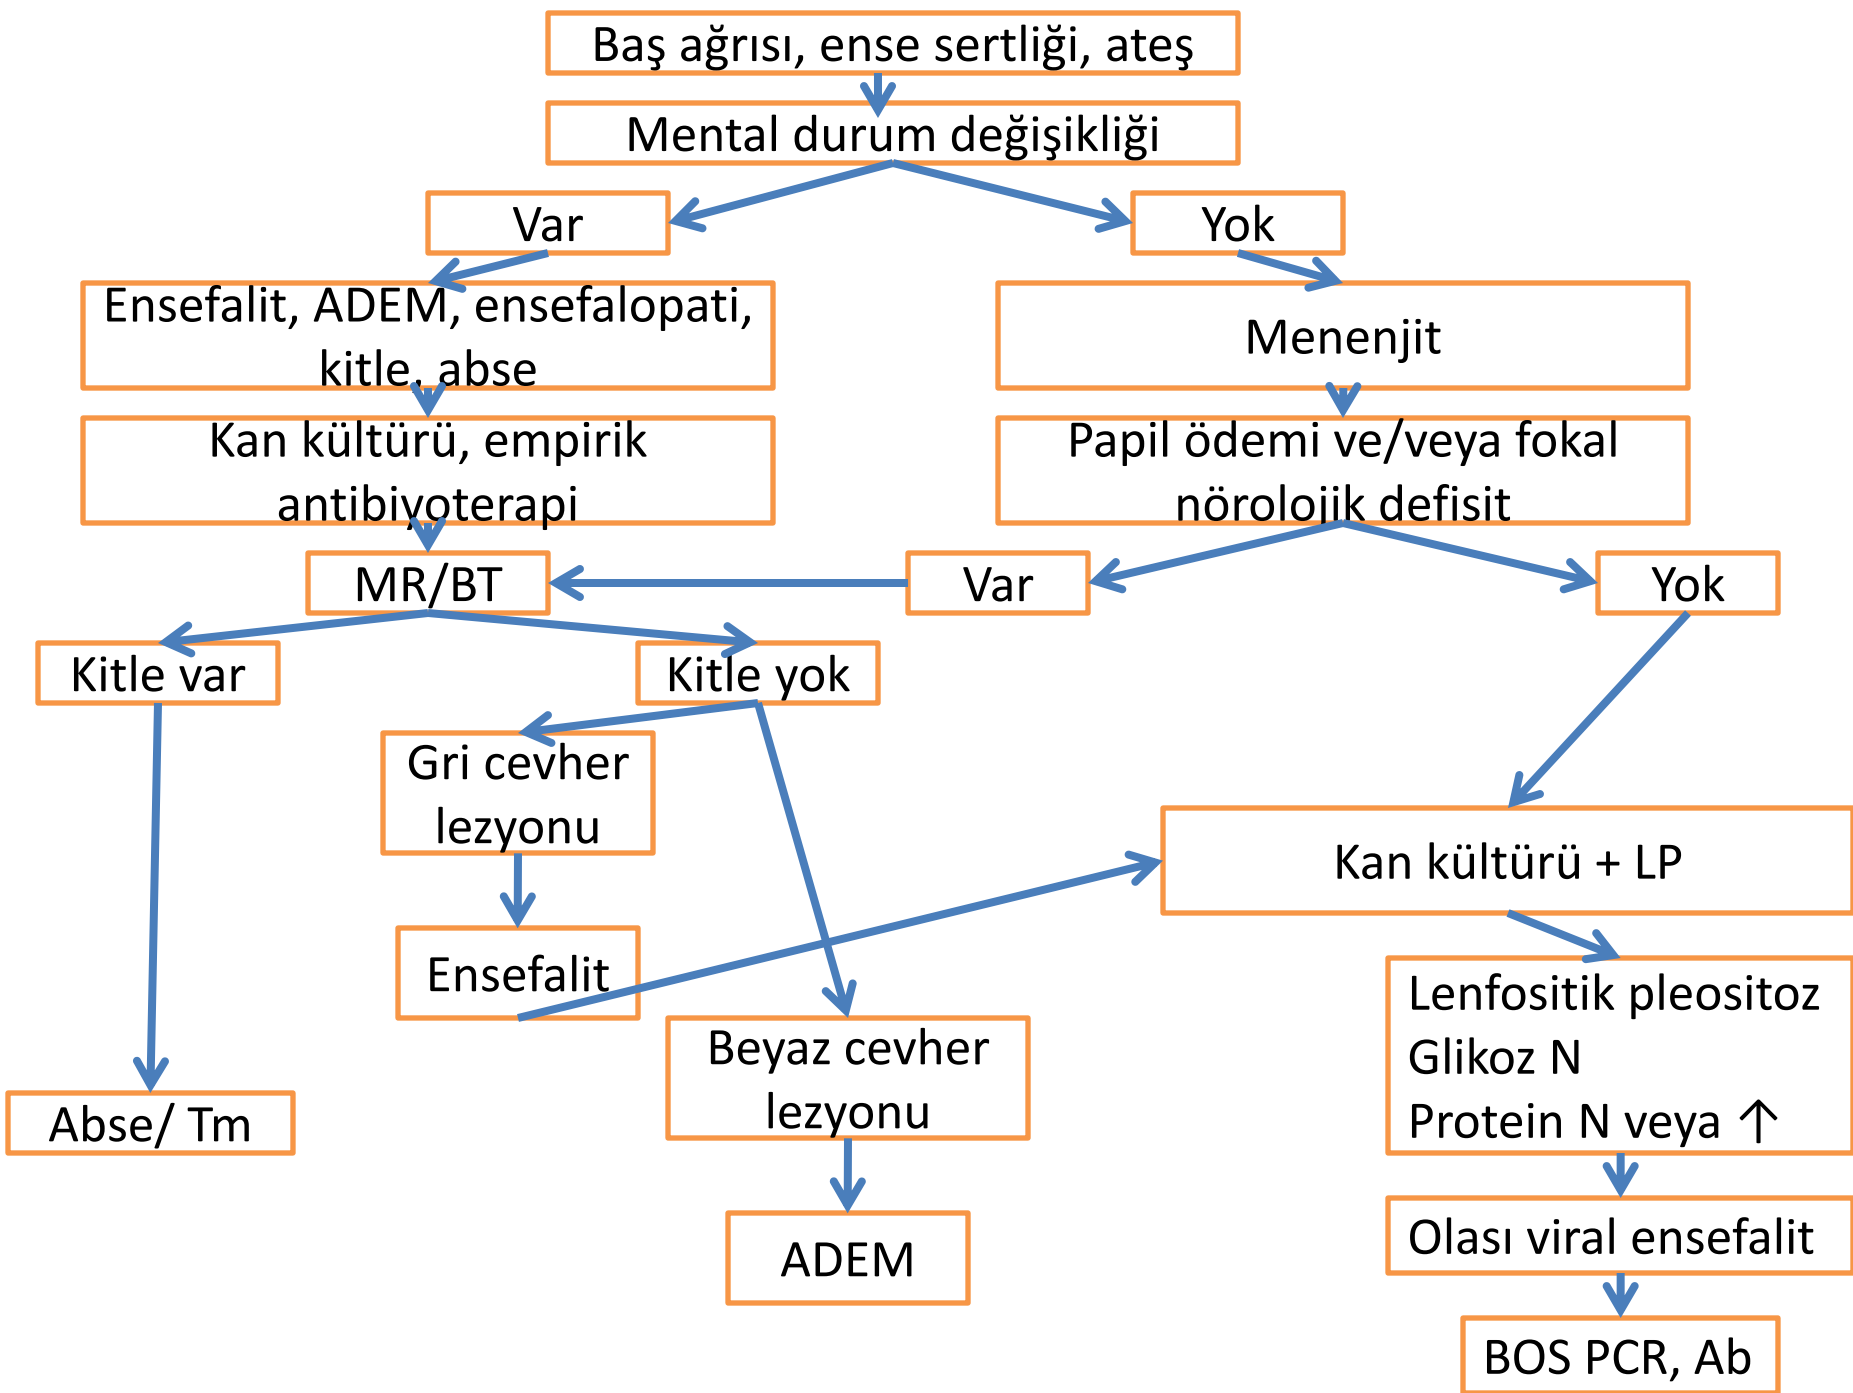 Baş ağrısı, ense sertliği, ateş
Mental durum değişikliği
Var
Yok
Ensefalit, ADEM, ensefalopati,
kitle, abse
Menenjit
Kan kültürü, empirik
antibiyoterapi
Papil ödemi ve/veya fokal
nörolojik defisit
MR/BT
Var
Yok
Kitle var
Kitle yok
Gri cevher
lezyonu
Kan kültürü + LP
Ensefalit
Lenfositik pleositoz
Glikoz N
Protein N veya ↑
Beyaz cevher
lezyonu
Abse/ Tm
Olası viral ensefalit
ADEM
BOS PCR, Ab